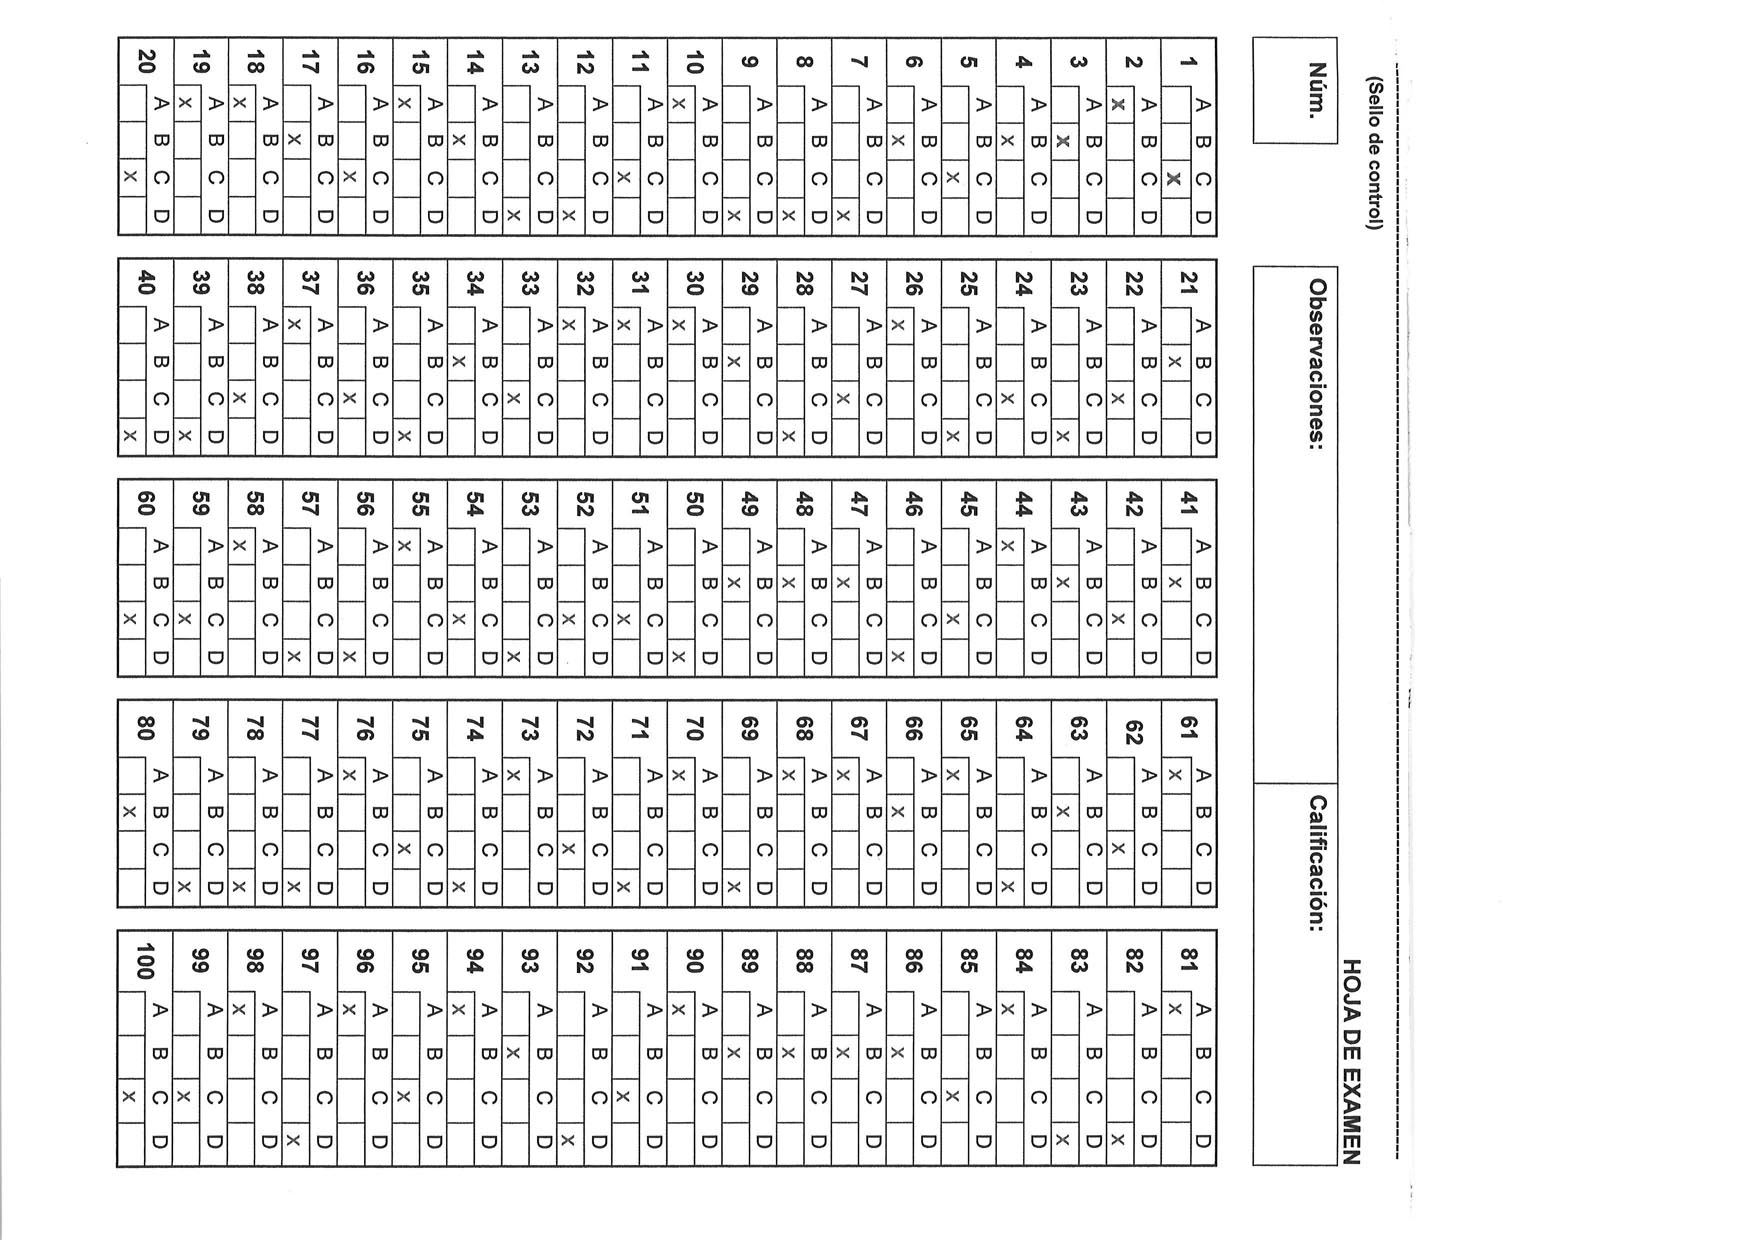 (Sello de control)
HOJA DE EXAMEN
Núm. Observaciones: Calificación:
1 A B C D 21 A B C D 41 A B C D 61 A B C D 81 A B C D
x x x x x
2 A B C D 22 A B C D 42 A B C D 62 A B C D 82 A B C D
x x x x x
3 A B C D 23 A B C D 43 A B C D 63 A B C D 83 A B C D
x x x x x
4 A B C D 24 A B C D 44 A B C D 64 A B C D 84 A B C D
x x x x x
5 A B C D 25 A B C D 45 A B C D 65 A B C D 85 A B C D
x x x x x
6 A B C D 26 A B C D 46 A B C D 66 A B C D 86 A B C D
x x x x x
7 A B C D 27 A B C D 47 A B C D 67 A B C D 87 A B C D
x x x x x
8 A B C D 28 A B C D 48 A B C D 68 A B C D 88 A B C D
x x x x x
9 A B C D 29 A B C D 49 A B C D 69 A B C D 89 A B C D
x x x x x
10 A B C D 30 A B C D 50 A B C D 70 A B C D 90 A B C D
x x x x x
11 A B C D 31 A B C D 51 A B C D 71 A B C D 91 A B C D
x x x x x
12 A B C D 32 A B C D 52 A B C D 72 A B C D 92 A B C D
x x x x x
13 A B C D 33 A B C D 53 A B C D 73 A B C D 93 A B C D
x x x x x
14 A B C D 34 A B C D 54 A B C D 74 A B C D 94 A B C D
x x x x x
15 A B C D 35 A B C D 55 A B C D 75 A B C D 95 A B C D
x x x x x
16 A B C D 36 A B C D 56 A B C D 76 A B C D 96 A B C D
x x x x x
17 A B C D 37 A B C D 57 A B C D 77 A B C D 97 A B C D
x x x x x
18 A B C D 38 A B C D 58 A B C D 78 A B C D 98 A B C D
x x x x x
19 A B C D 39 A B C D 59 A B C D 79 A B C D 99 A B C D
x x x x x
20 A B C D 40 A B C D 60 A B C D 80 A B C D 100 A B C D
x x x x x